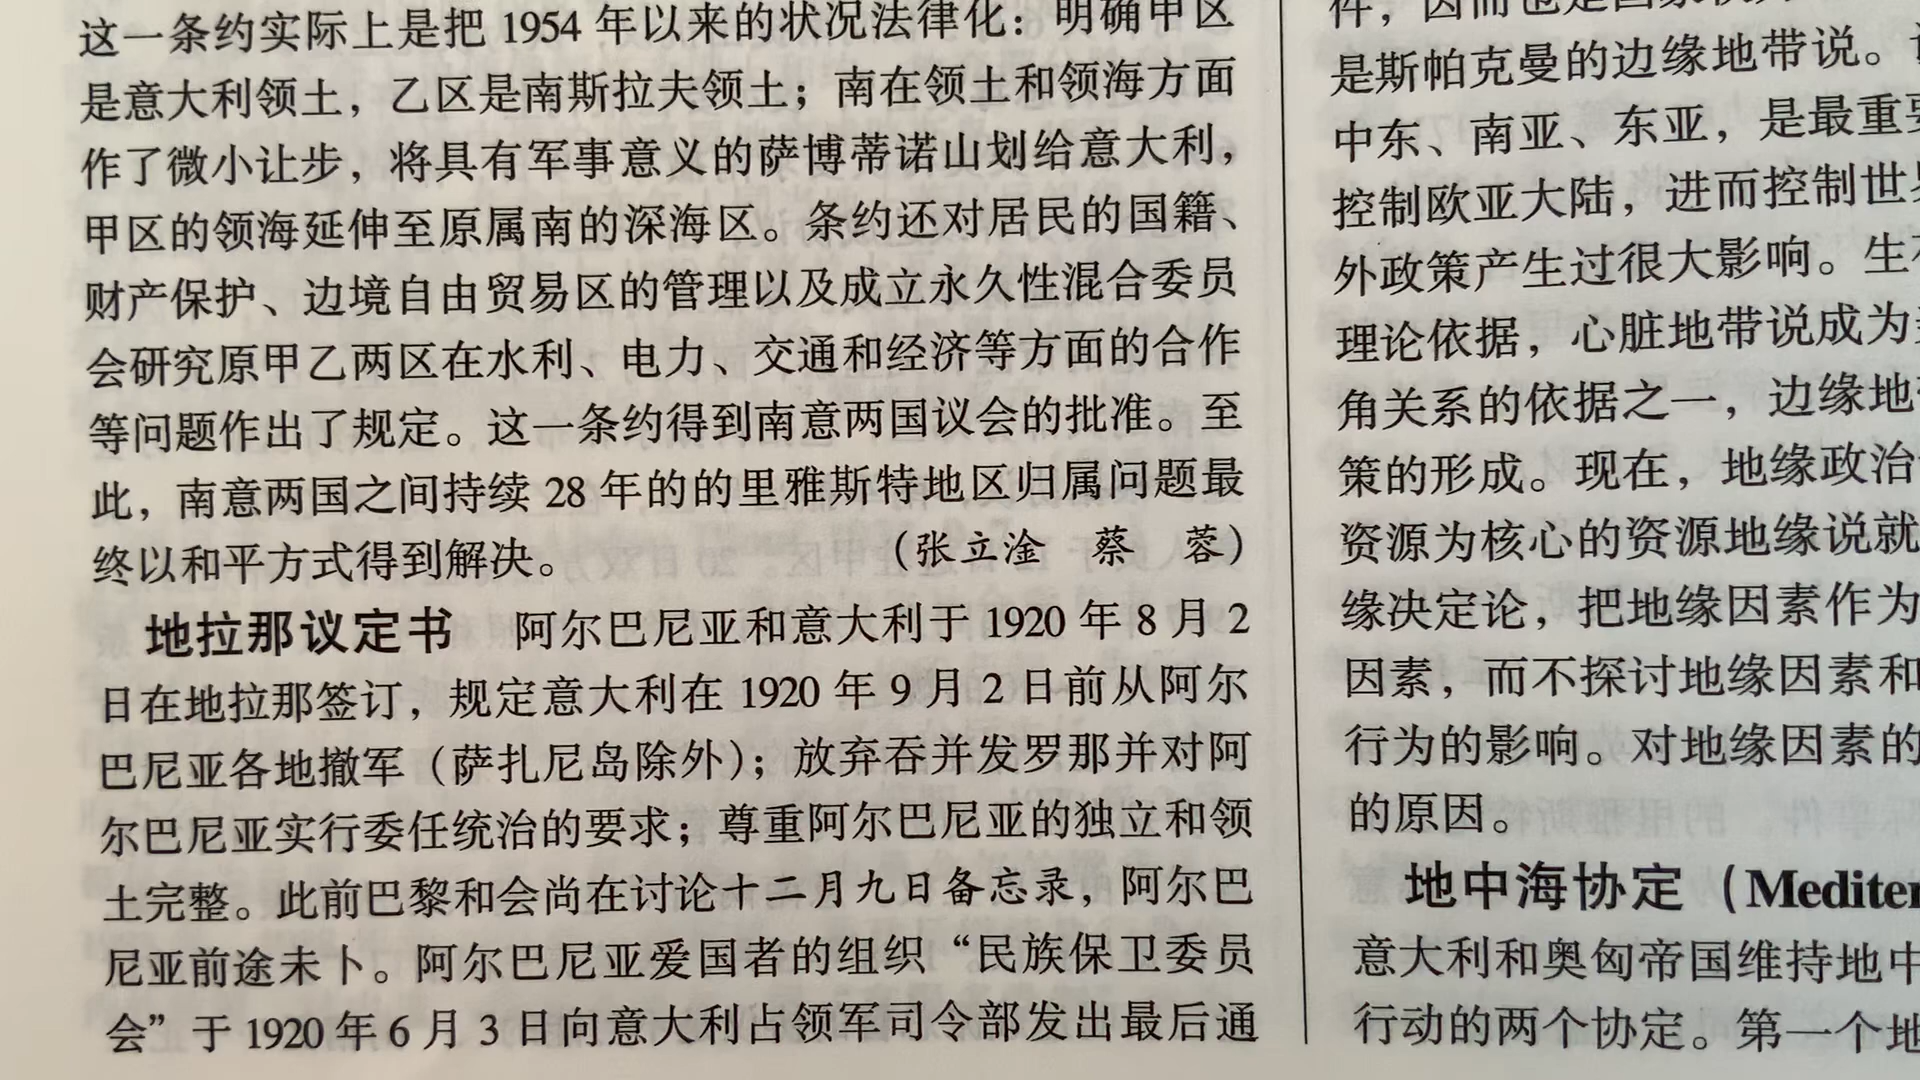 这一条约实际上是把 1954 年以来的状况法律化：明确甲区
是意大利领土，乙区是南斯拉夫领土；南在领土和领海方面
作了微小让步，将具有军事意义的萨博蒂诺山划给意大利，
甲区的领海延伸至原属南的深海区。条约还对居民的国籍、
财产保护、边境自由贸易区的管理以及成立永久性混合委员
会研究原甲乙两区在水利、电力、交通和经济等方面的合作
等问题作出了规定。这一条约得到南意两国议会的批准。至
此，南意两国之间持续 28 年的的里雅斯特地区归属问题最
终以和平方式得到解决。 （张立淦 蔡 蓉）
地拉那议定书 阿尔巴尼亚和意大利于 1920 年 8 月 2
日在地拉那签订，规定意大利在 1920 年 9 月 2 日前从阿尔
巴尼亚各地撤军（萨扎尼岛除外）；放弃吞并发罗那并对阿
尔巴尼亚实行委任统治的要求；尊重阿尔巴尼亚的独立和领
土完整。此前巴黎和会尚在讨论十二月九日备忘录，阿尔巴
尼亚前途未卜。阿尔巴尼亚爱国者的组织“民族保卫委员
会”于 1920 年 6 月 3 日向意大利占领军司令部发出最后通
件，因而也是国家
是斯帕克曼的边缘地带说。
中东、南亚、东亚，是最重要
控制欧亚大陆，进而控制世界
外政策产生过很大影响。生
理论依据，心脏地带说成为
角关系的依据之一，边缘地
策的形成。现在，地缘政治
资源为核心的资源地缘说就
缘决定论，把地缘因素作为
因素，而不探讨地缘因素和
行为的影响。对地缘因素的
的原因。
地中海协定（Mediter
意大利和奥匈帝国维持地中
行动的两个协定。第一个地